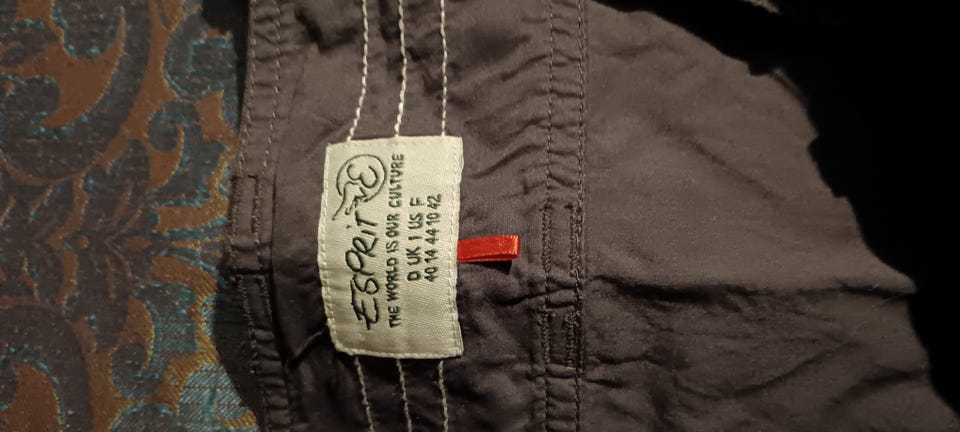 ESPRIT
THE WORLD IS OUR CULTURE
D UK I US F
40 14 44 10 42